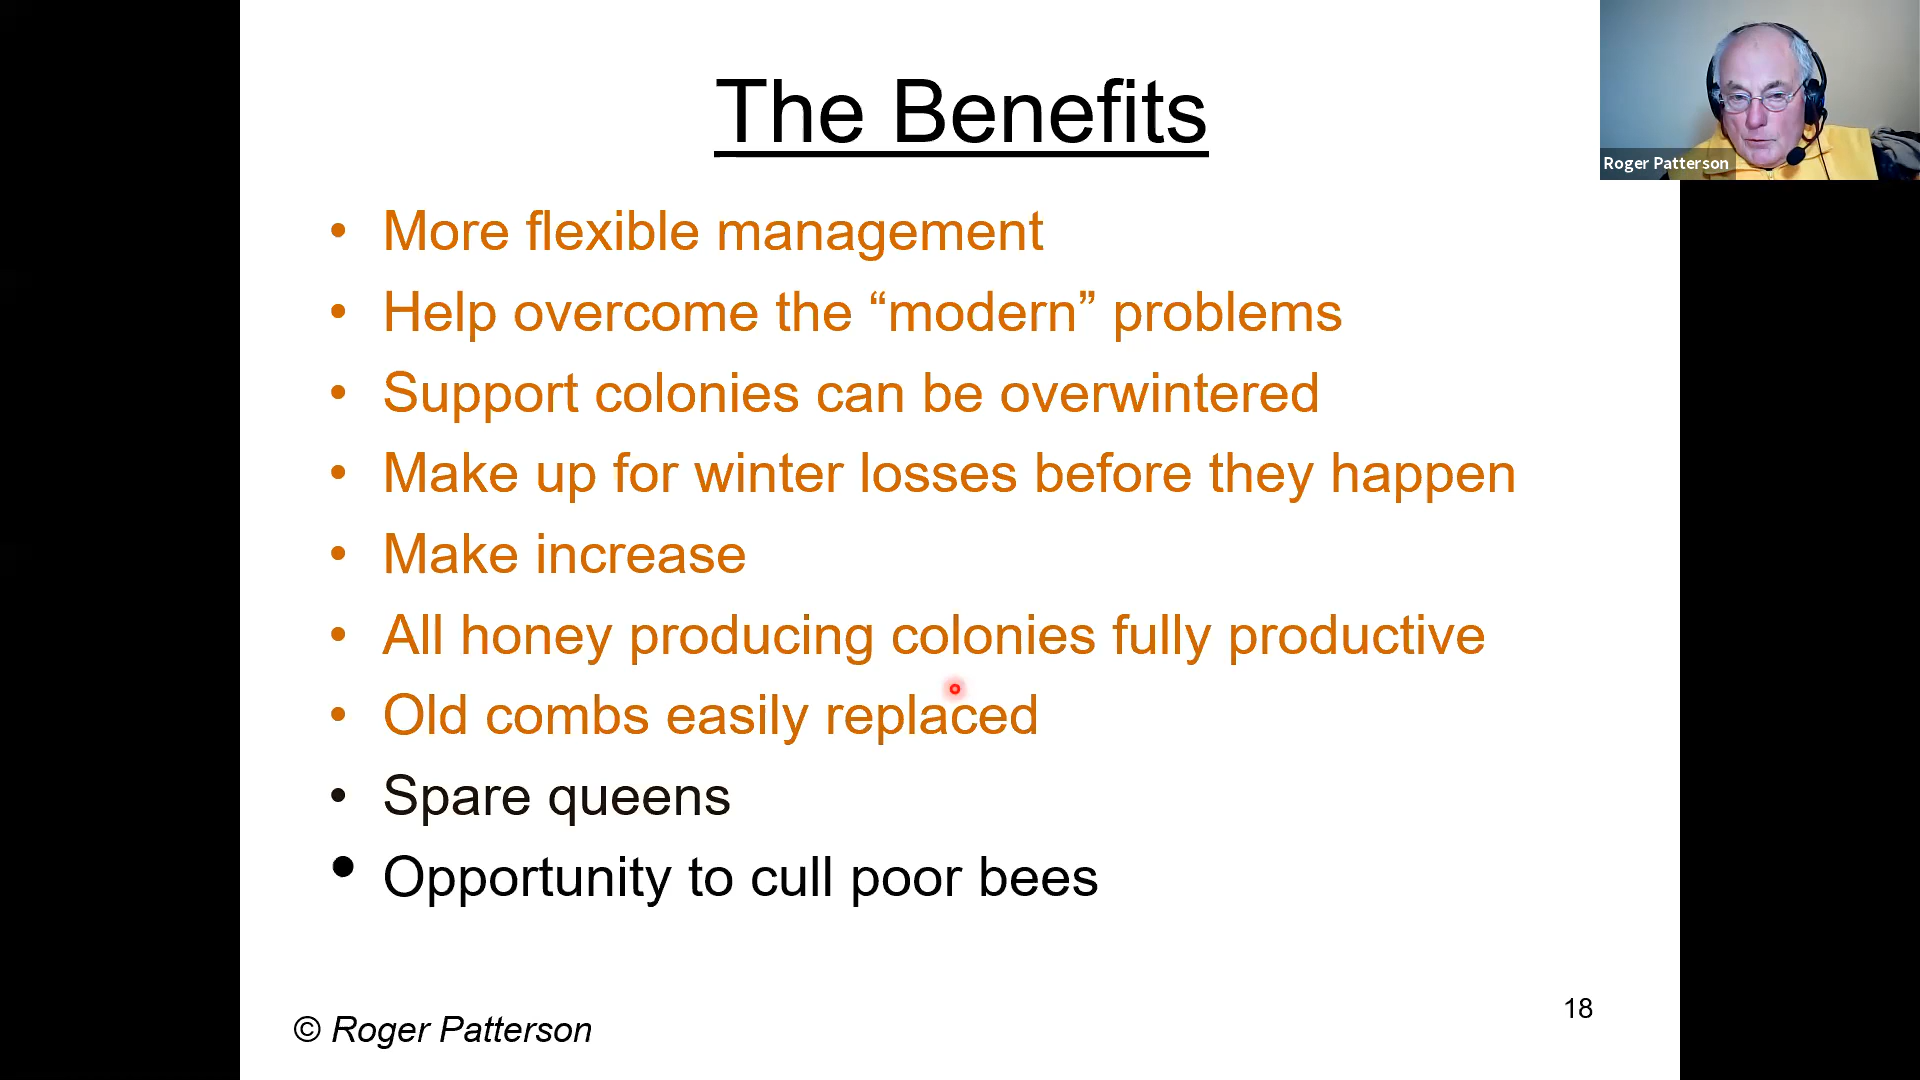 The Benefits
Roger Patterson
• More flexible management
• Help overcome the “modern” problems
• Support colonies can be overwintered
• Make up for winter losses before they happen
• Make increase
• All honey producing colonies fully productive
• Old combs easily replaced
• Spare queens
• Opportunity to cull poor bees
18
© Roger Patterson